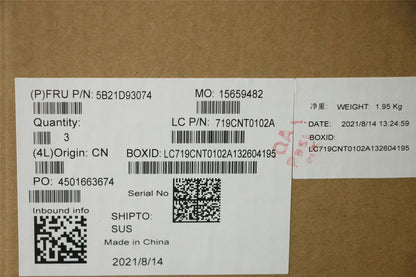 (P)FRU P/N: 5B21D93074
MO: 15659482
Quantity:
3
LC P/N: 719CNT0102A
(4L)Origin: CN
BOXID: LC719CNT0102A132604195
PO: 4501663674
Serial No
Inbound info
SHIPTO:
SUS
Made in China
2021/8/14
净重: WEIGHT: 1.95 Kg
DATE: 2021/8/14 13:24:59
BOXID:
LC719CNT0102A132604195
QA1